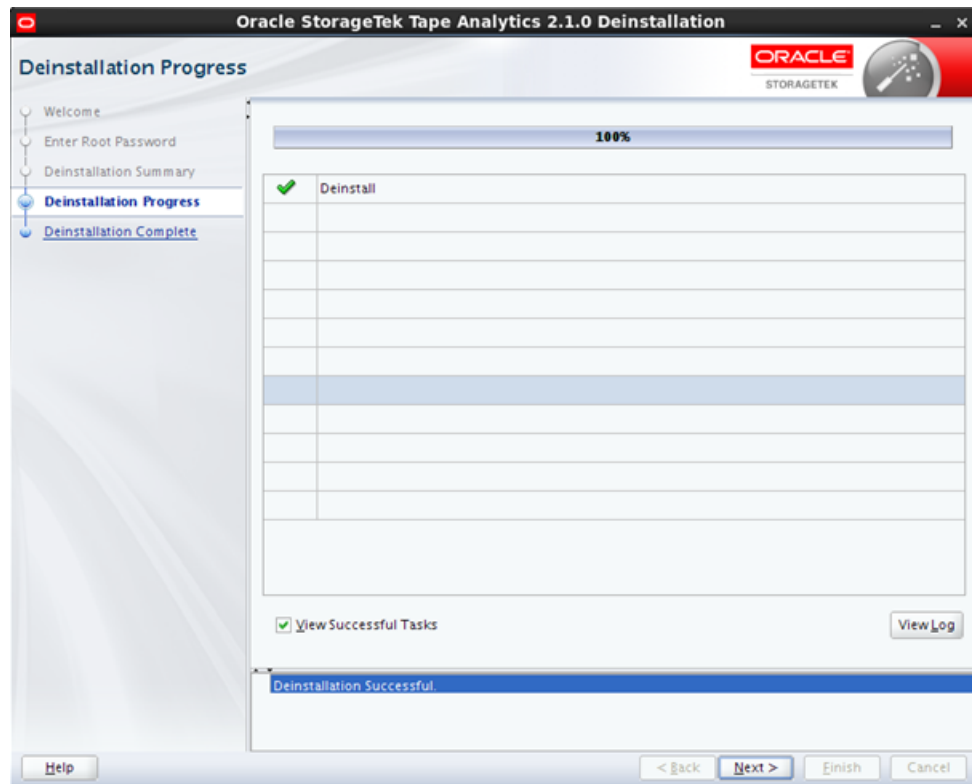 Oracle StorageTek Tape Analytics 2.1.0 Deinstallation
Deinstallation Progress
ORACLE
STORAGETEK
Welcome
Enter Root Password
Deinstallation Summary
Deinstallation Progress
Deinstallation Complete
100%
Deinstall
View Successful Tasks
View Log
Deinstallation Successful.
Help
< Back
Next >
Finish
Cancel